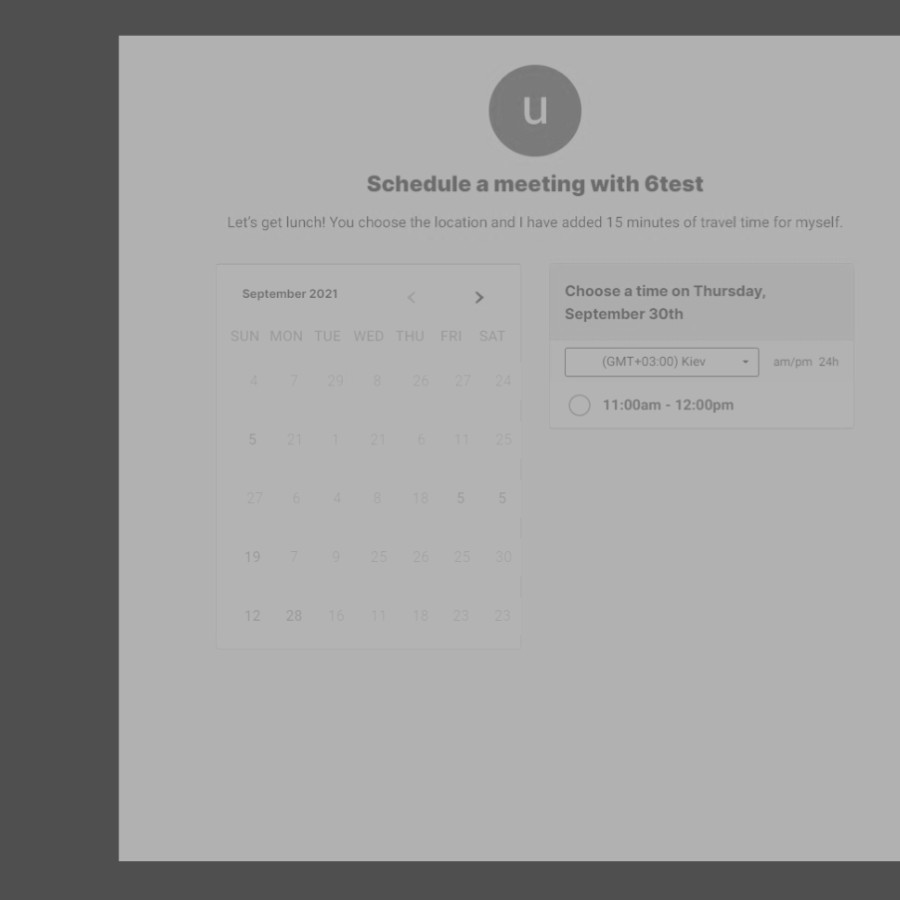 u
Schedule a meeting with 6test
Let's get lunch! You choose the location and I have added 15 minutes of travel time for myself.
September 2021
SUN MON TUE WED THU FRI SAT
4 7 29 8 26 27 24
5 21 1 21 6 11 25
27 6 4 8 18 5 5
19 7 9 25 26 25 30
12 28 16 11 18 23 23
Choose a time on Thursday,
September 30th
(GMT+03:00) Kiev am/pm 24h
11:00am - 12:00pm